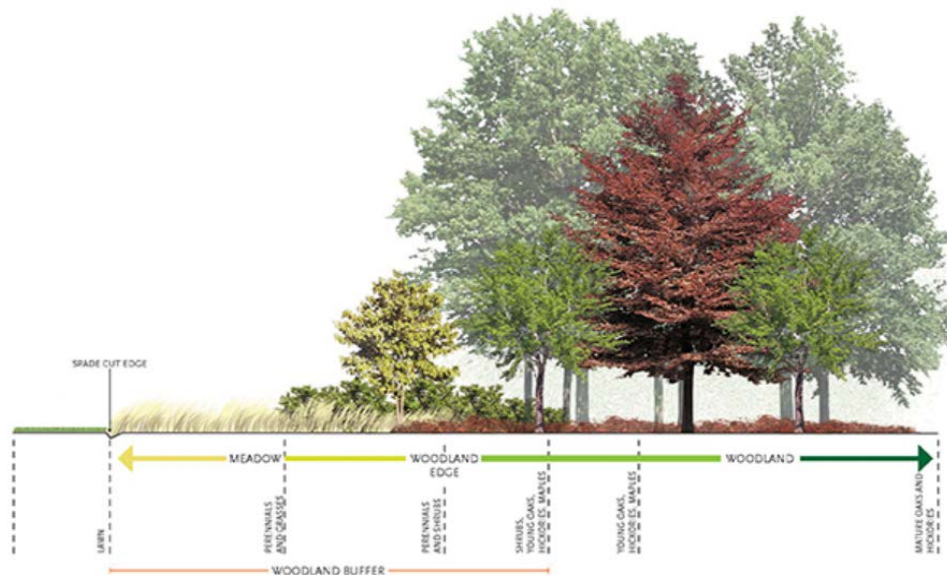 SPADE CUT EDGE
MEADOW
WOODLAND
EDGE
WOODLAND
LAWN
PERENNIALS
AND GRASSES
PERENNIALS
AND SHRUBS
SHRUBS,
YOUNG OAKS,
HICKORIES, MAPLES
YOUNG OAKS,
HICKORIES, MAPLES
MATURE OAKS AND
HICKORIES
WOODLAND BUFFER